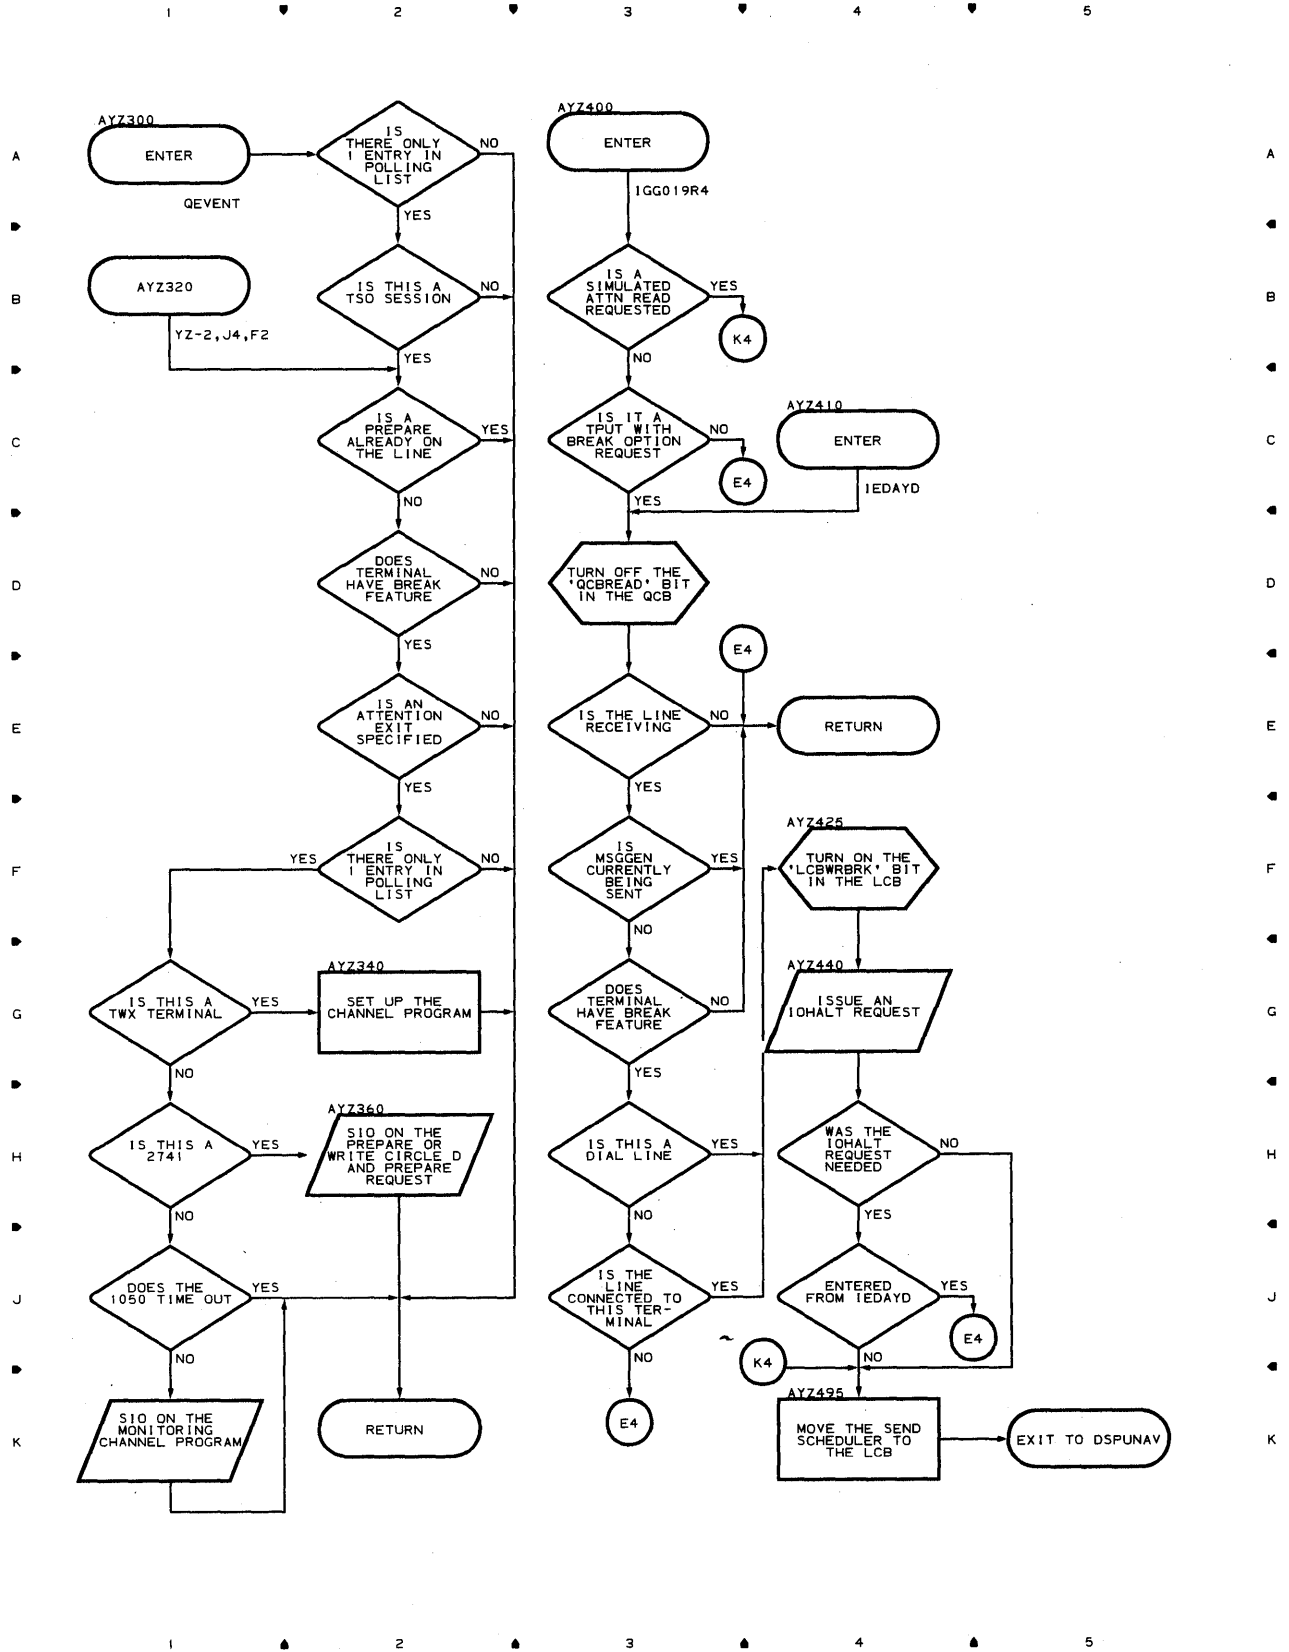 1 2 3 4 5
AYZ300
ENTER
QEVENT
A
IS
THERE ONLY
1 ENTRY IN
POLLING
LIST
NO
YES
AYZ400
ENTER
IGG019R4
A
B
AYZ320
YZ-2,J4,F2
IS THIS A
TSO SESSION
NO
YES
IS A
SIMULATED
ATTN READ
REQUESTED
YES
K4
NO
B
C
IS A
PREPARE
ALREADY ON
THE LINE
YES
NO
IS IT A
TPUT WITH
BREAK OPTION
REQUEST
NO
E4
YES
AYZ410
ENTER
IEDAYD
C
D
DOES
TERMINAL
HAVE BREAK
FEATURE
NO
YES
TURN OFF THE
'QCBREAD' BIT
IN THE QCB
D
E4
E
IS AN
ATTENTION
EXIT
SPECIFIED
NO
YES
IS THE LINE
RECEIVING
NO
YES
RETURN
E
F
YES
IS
THERE ONLY
1 ENTRY IN
POLLING
LIST
NO
IS
MSGGEN
CURRENTLY
BEING
SENT
YES
NO
AYZ425
TURN ON THE
'LCBWRBRK' BIT
IN THE LCB
F
G
IS THIS A
TWX TERMINAL
YES
NO
AYZ340
SET UP THE
CHANNEL PROGRAM
DOES
TERMINAL
HAVE BREAK
FEATURE
NO
YES
AYZ440
ISSUE AN
IOHALT REQUEST
G
H
IS THIS A
2741
YES
NO
AYZ360
SIO ON THE
PREPARE OR
WRITE CIRCLE D
AND PREPARE
REQUEST
IS THIS A
DIAL LINE
YES
NO
WAS THE
IOHALT
REQUEST
NEEDED
NO
YES
H
J
DOES THE
1050 TIME OUT
YES
NO
IS THE
LINE
CONNECTED TO
THIS TER-
MINAL
YES
NO
ENTERED
FROM IEDAYD
YES
E4
NO
J
K4
K
SIO ON THE
MONITORING
CHANNEL PROGRAM
RETURN
E4
AYZ495
MOVE THE SEND
SCHEDULER TO
THE LCB
EXIT TO DSPUNAV
K
1 2 3 4 5